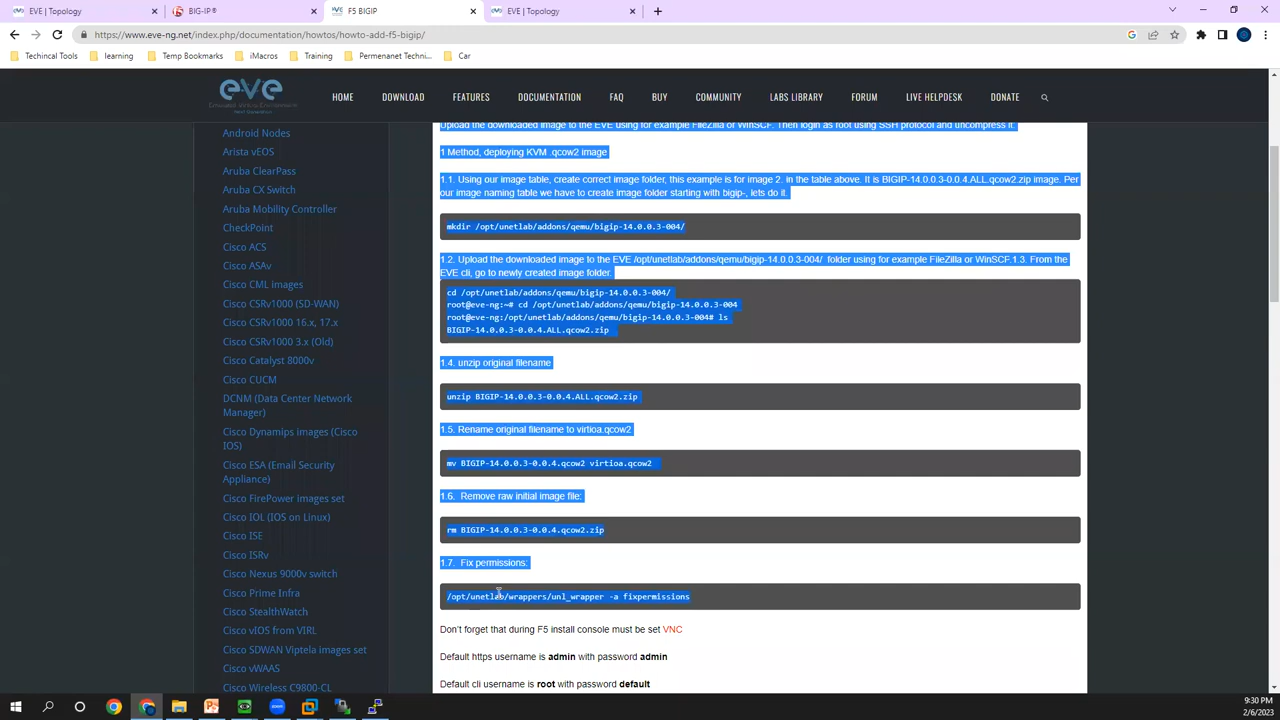 EVE | Topology
BIG-IP®
F5 BIGIP
EVE | Topology
https://www.eve-ng.net/index.php/documentation/howtos/howto-add-f5-bigip/
Techincal Tools
learning
Temp Bookmarks
iMacros
Permenanet Techni...
Car
eve
HOME
DOWNLOAD
FEATURES
DOCUMENTATION
FAQ
BUY
COMMUNITY
LABS LIBRARY
FORUM
LIVE HELPDESK
DONATE
Android Nodes
Arista vEOS
Aruba ClearPass
Aruba CX Switch
Aruba Mobility Controller
CheckPoint
Cisco ACS
Cisco ASAv
Cisco CML images
Cisco CSRv1000 (SD-WAN)
Cisco CSRv1000 16.x, 17.x
Cisco CSRv1000 3.x (Old)
Cisco Catalyst 8000v
Cisco CUCM
DCNM (Data Center Network
Manager)
Cisco Dynamips images (Cisco
IOS)
Cisco ESA (Email Security
Appliance)
Cisco FirePower images set
Cisco IOL (IOS on Linux)
Cisco ISE
Cisco ISRv
Cisco Nexus 9000v switch
Cisco Prime Infra
Cisco StealthWatch
Cisco vIOS from VIRL
Cisco SDWAN Viptela images set
Cisco vWAAS
Cisco Wireless C9800-CL
Upload the downloaded image to the EVE using for example FileZilla or WinSCF. Then login as root using SSH protocol and uncompress it.
1 Method, deploying KVM .qcow2 image
1.1. Using our image table, create correct image folder, this example is for image 2. in the table above. It is BIGIP-14.0.0.3-0.0.4.ALL.qcow2.zip image. Per
our image naming table we have to create image folder starting with bigip-, lets do it.
mkdir /opt/unetlab/addons/qemu/bigip-14.0.0.3-004/
1.2. Upload the downloaded image to the EVE /opt/unetlab/addons/qemu/bigip-14.0.0.3-004/ folder using for example FileZilla or WinSCF.1.3. From the
EVE cli, go to newly created image folder.
cd /opt/unetlab/addons/qemu/bigip-14.0.0.3-004/
root@eve-ng:~# cd /opt/unetlab/addons/qemu/bigip-14.0.0.3-004
root@eve-ng:/opt/unetlab/addons/qemu/bigip-14.0.0.3-004# ls
BIGIP-14.0.0.3-0.0.4.ALL.qcow2.zip
1.4. unzip original filename
unzip BIGIP-14.0.0.3-0.0.4.ALL.qcow2.zip
1.5. Rename original filename to virtioa.qcow2
mv BIGIP-14.0.0.3-0.0.4.qcow2 virtioa.qcow2
1.6. Remove raw initial image file:
rm BIGIP-14.0.0.3-0.0.4.qcow2.zip
1.7. Fix permissions:
/opt/unetlab/wrappers/unl_wrapper -a fixpermissions
Don't forget that during F5 install console must be set VNC
Default https username is admin with password admin
Default cli username is root with password default
9:30 PM
2/6/2023